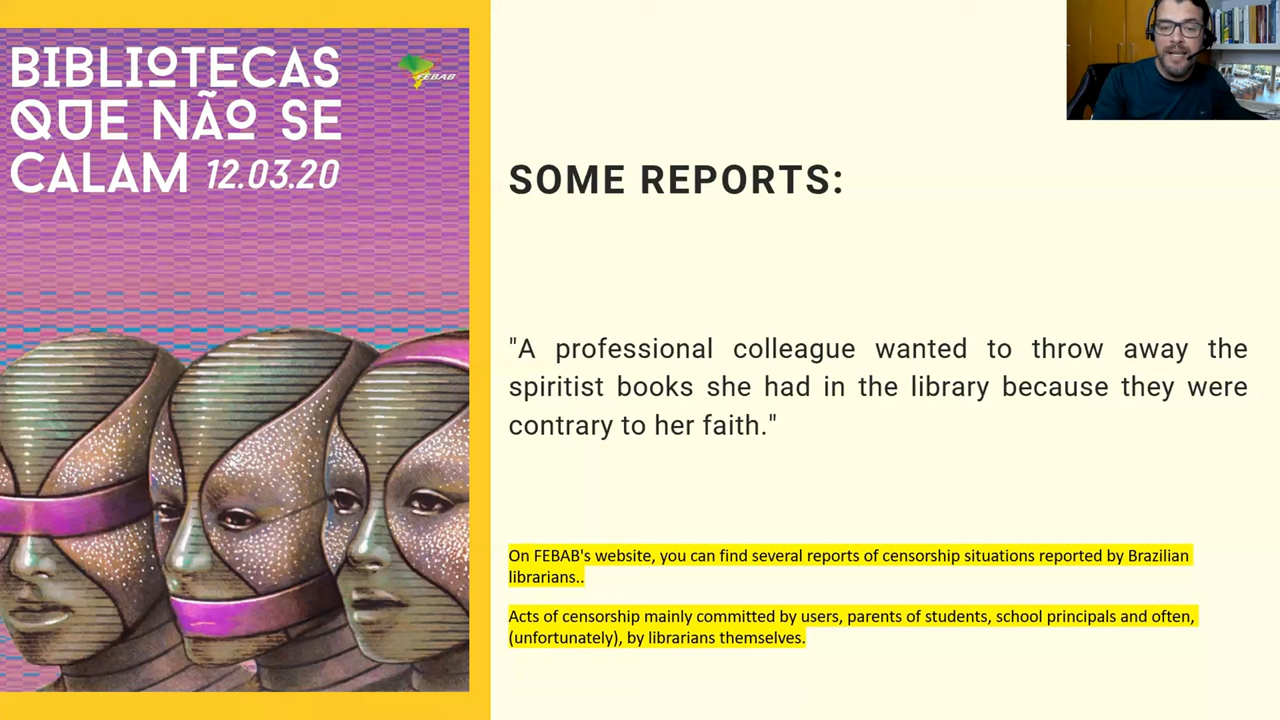 BIBLIOTECAS
QUE NÃO SE
CALAM 12.03.20
FEBAB
SOME REPORTS:
"A professional colleague wanted to throw away the
spiritist books she had in the library because they were
contrary to her faith."
On FEBAB's website, you can find several reports of censorship situations reported by Brazilian
librarians..
Acts of censorship mainly committed by users, parents of students, school principals and often,
(unfortunately), by librarians themselves.